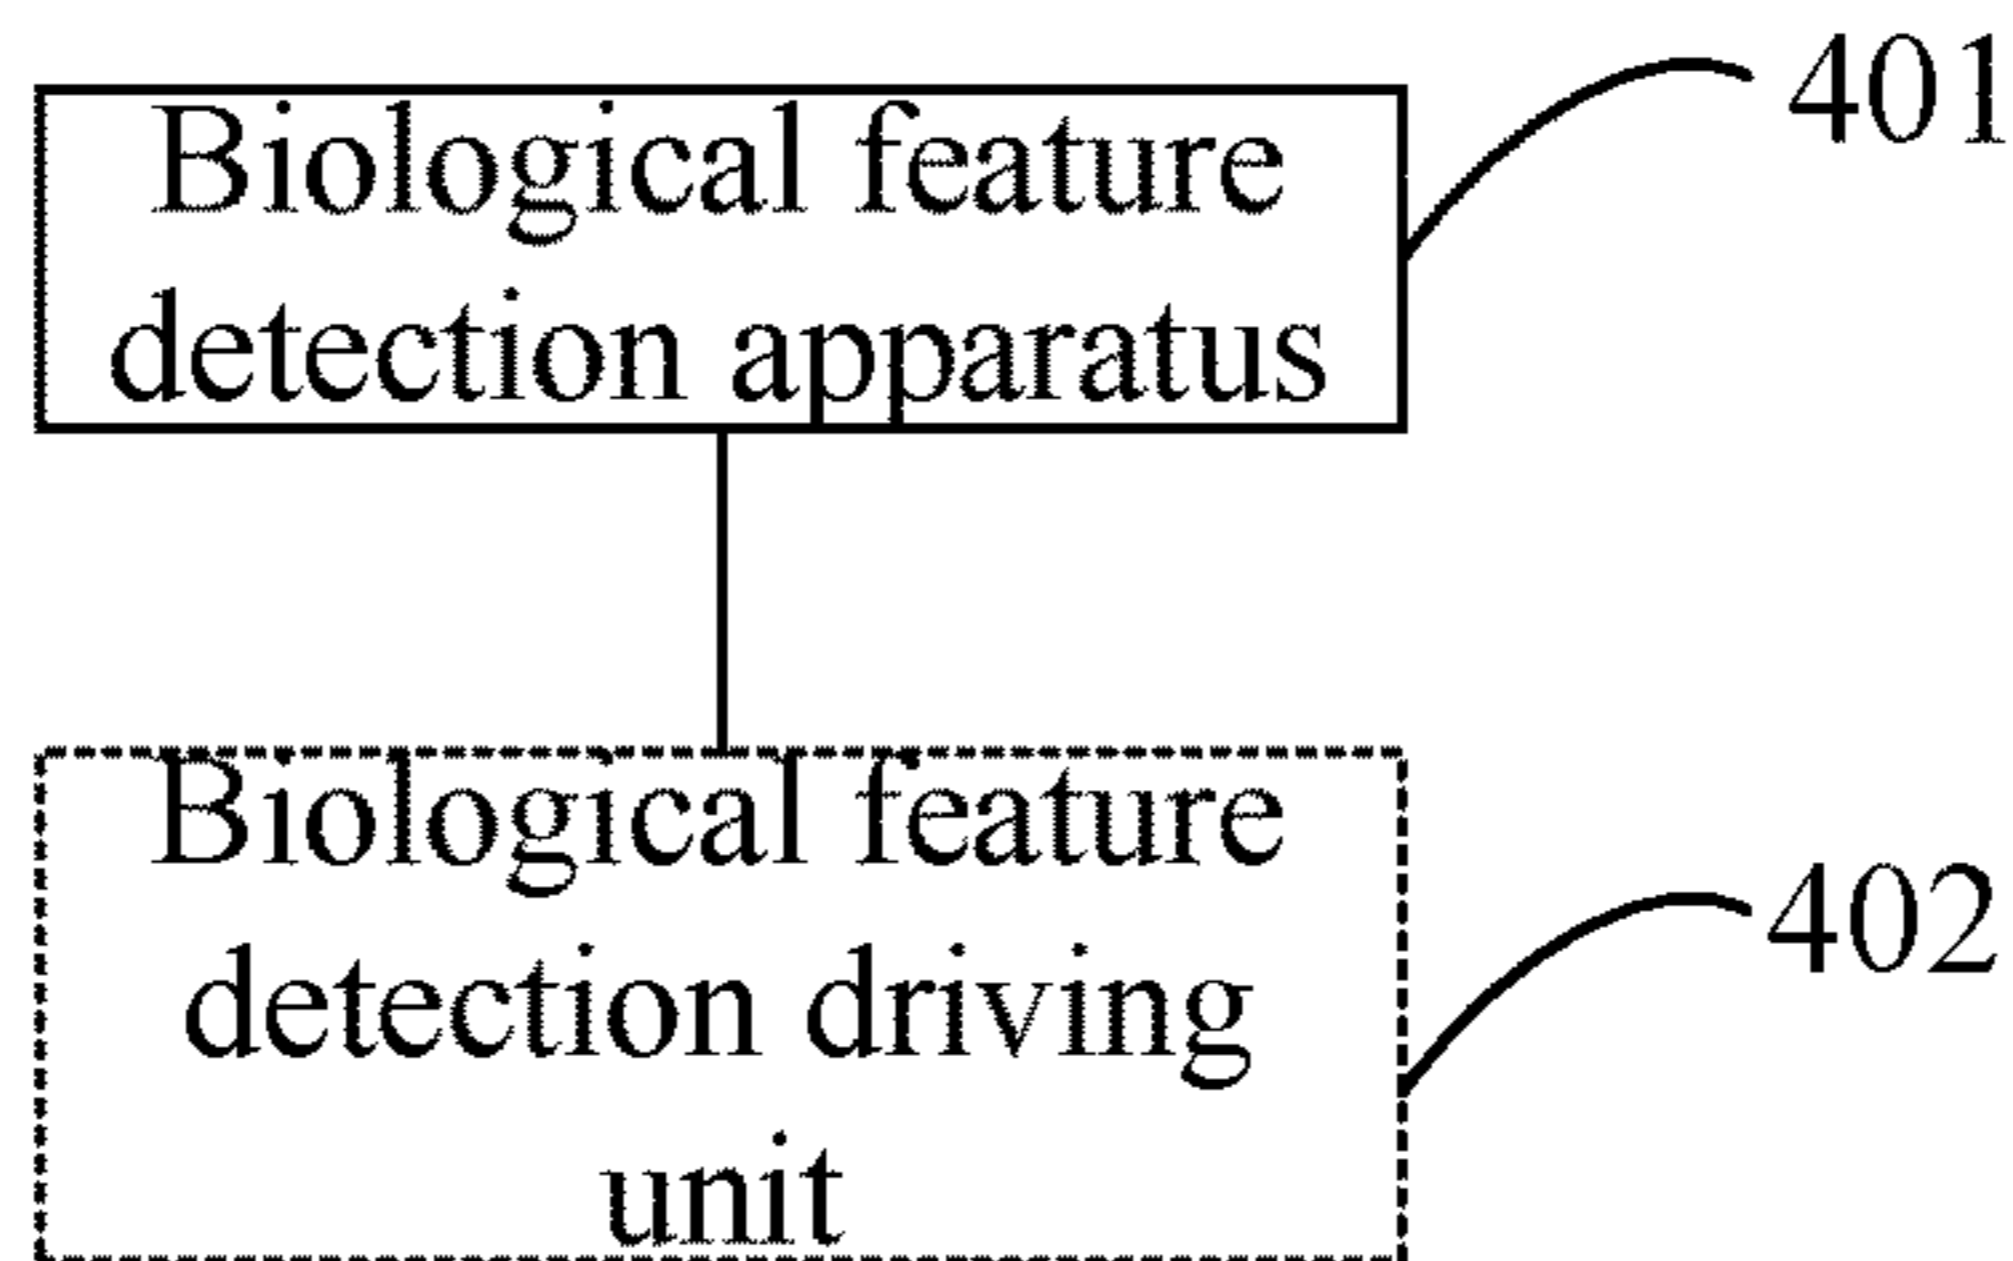 Biological feature
detection apparatus
401
Biological feature
detection driving
unit
402